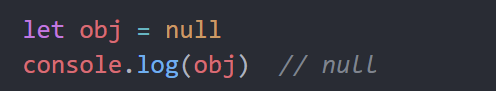 let obj = null
console.log(obj)  // null